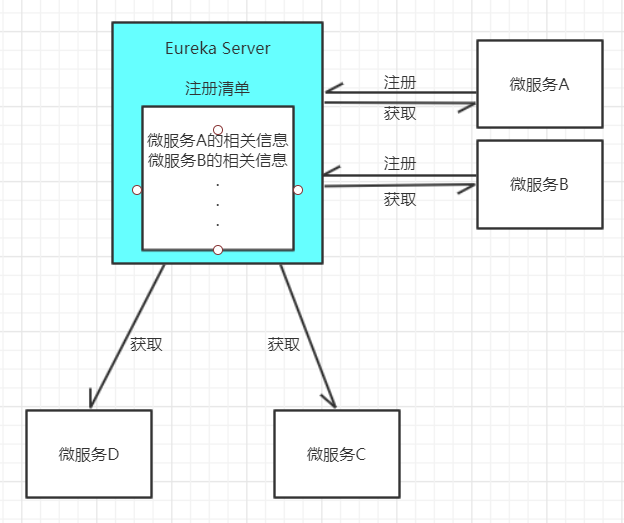 Eureka Server
注册清单
微服务A的相关信息
微服务B的相关信息
.
.
.
注册
获取
微服务A
注册
获取
微服务B
获取
获取
微服务D
微服务C